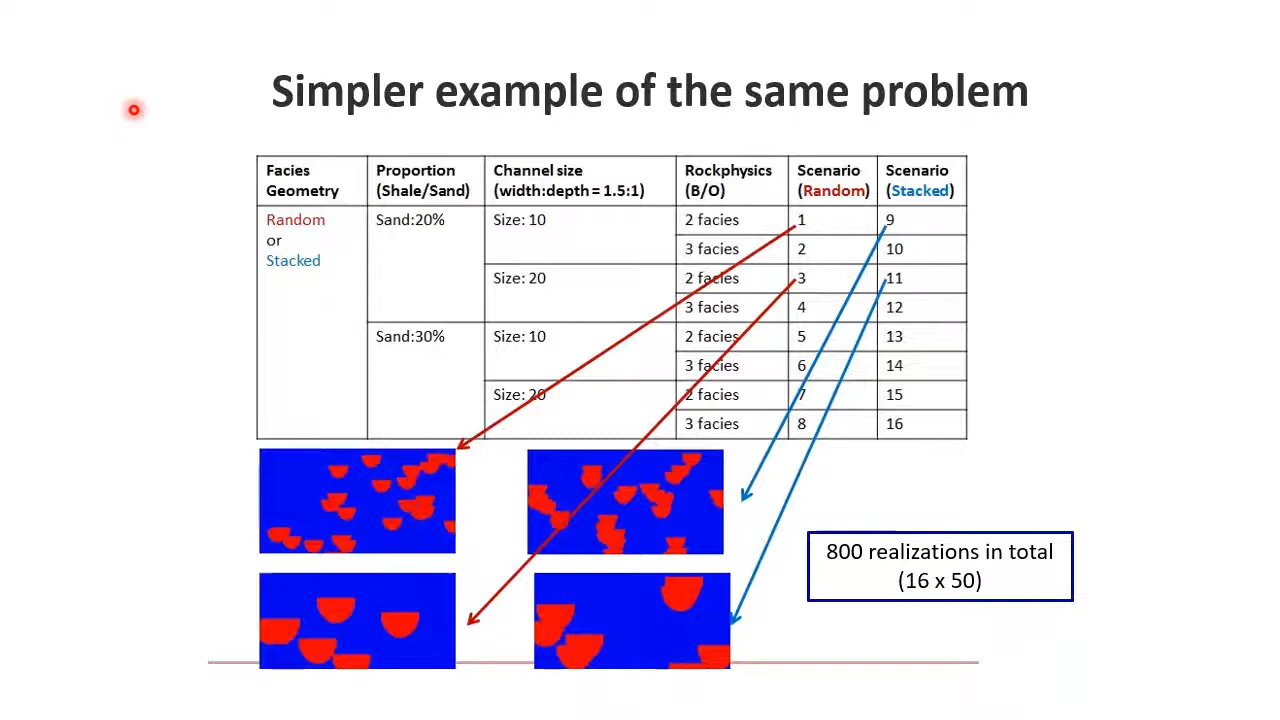 Simpler example of the same problem
Facies Geometry | Proportion (Shale/Sand) | Channel size (width:depth = 1.5:1) | Rockphysics (B/O) | Scenario (Random) | Scenario (Stacked)
Random or Stacked | Sand:20% | Size: 10 | 2 facies | 1 | 9
3 facies | 2 | 10
Size: 20 | 2 facies | 3 | 11
3 facies | 4 | 12
Sand:30% | Size: 10 | 2 facies | 5 | 13
3 facies | 6 | 14
Size: 20 | 2 facies | 7 | 15
3 facies | 8 | 16
800 realizations in total
(16 x 50)